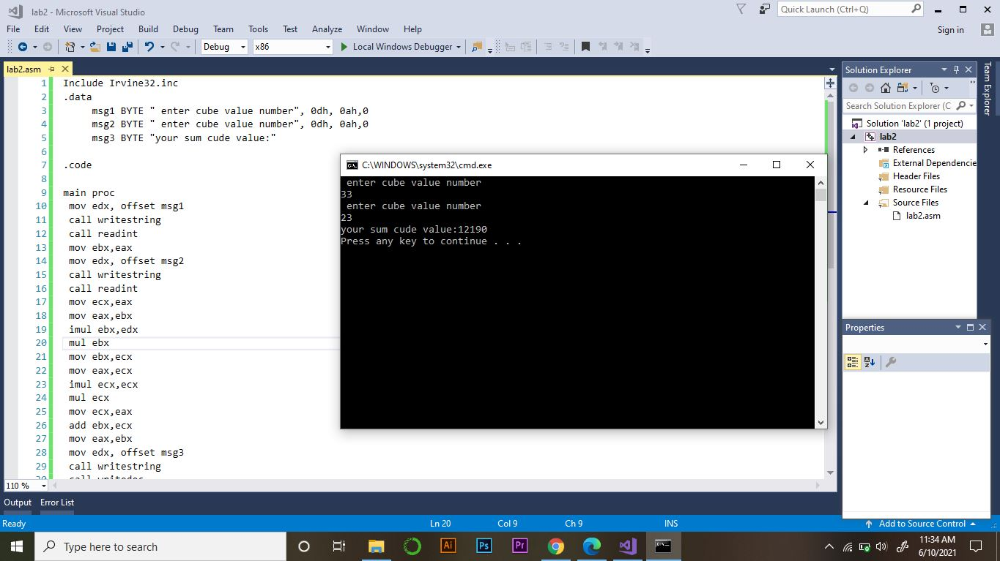 lab2 - Microsoft Visual Studio
Quick Launch (Ctrl+Q)
File Edit View Project Build Debug Team Tools Test Analyze Window Help
Sign in
Debug x86 Local Windows Debugger
lab2.asm
1 Include Irvine32.inc
2 .data
3 msg1 BYTE " enter cube value number", 0dh, 0ah,0
4 msg2 BYTE " enter cube value number", 0dh, 0ah,0
5 msg3 BYTE "your sum cude value:"
6
7 .code
8
9 main proc
10 mov edx, offset msg1
11 call writestring
12 call readint
13 mov ebx,eax
14 mov edx, offset msg2
15 call writestring
16 call readint
17 mov ecx,eax
18 mov eax,ebx
19 imul ebx,edx
20 mul ebx
21 mov ebx,ecx
22 mov eax,ecx
23 imul ecx,ecx
24 mul ecx
25 mov ecx,eax
26 add ebx,ecx
27 mov eax,ebx
28 mov edx, offset msg3
29 call writestring
110 %
C:\WINDOWS\system32\cmd.exe
enter cube value number
33
enter cube value number
23
your sum cude value:12190
Press any key to continue . . .
Solution Explorer
Search Solution Explorer (C
Solution 'lab2' (1 project)
lab2
References
External Dependencie
Header Files
Resource Files
Source Files
lab2.asm
Team Explorer
Properties
Output Error List
Ready Ln 20 Col 9 Ch 9 INS Add to Source Control
Type here to search
Ai Ps Pr
11:34 AM
6/10/2021